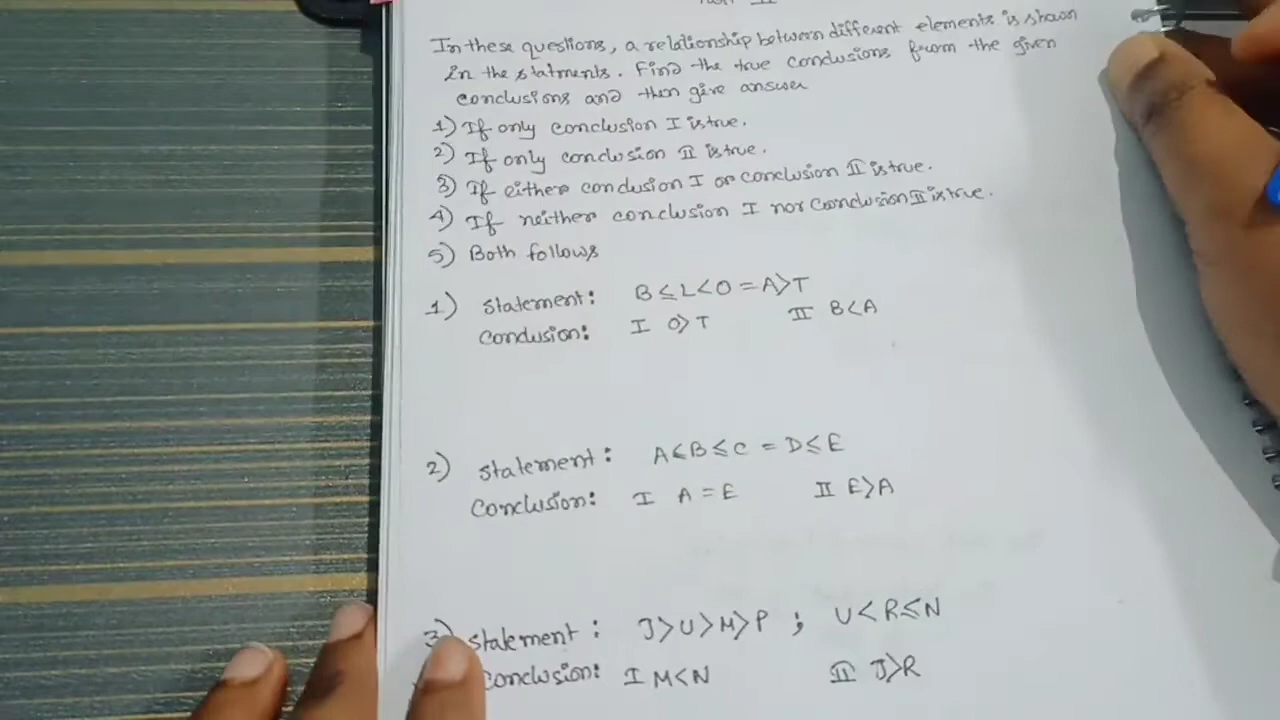 In these questions, a relationship between different elements is shown
in the statments. Find the true conclusions from the given
conclusions and then give answer
1) If only conclusion I is true.
2) If only conclusion II is true.
3) If either conclusion I or conclusion II is true.
4) If neither conclusion I nor conclusion II is true.
5) Both follows
1) Statement: B ≤ L < O = A > T
Conclusion: I O > T II B < A
2) Statement: A ≤ B ≤ C = D ≤ E
Conclusion: I A = E II E > A
3) Statement: J > U > M > P ; U < R ≤ N
Conclusion: I M < N II J > R